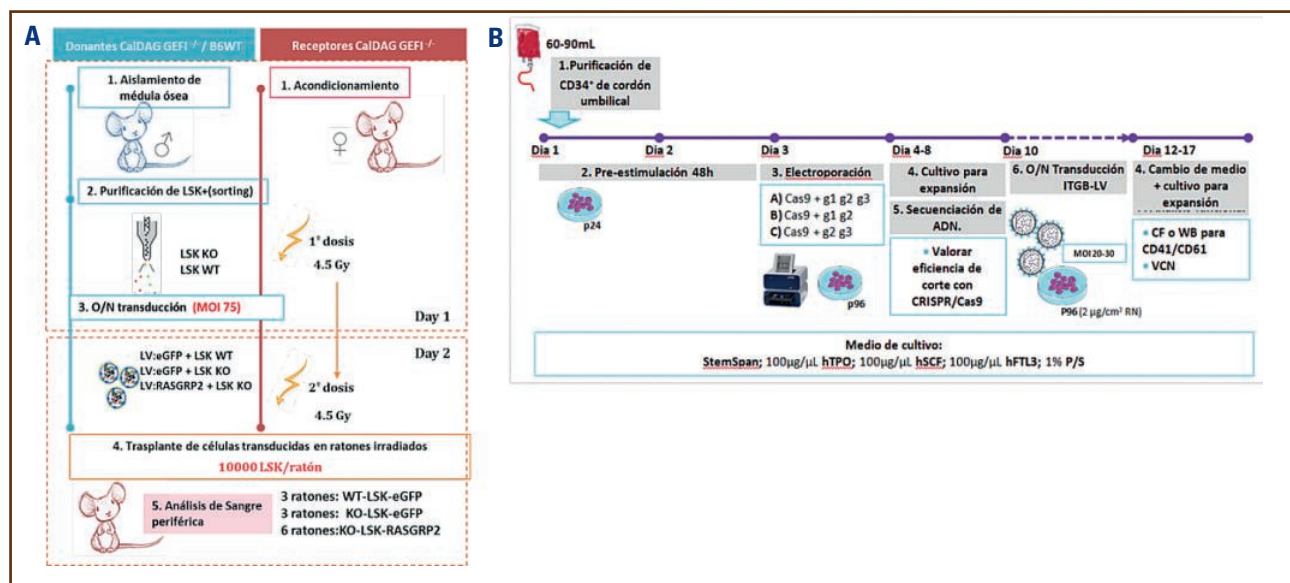 A
Donantes CalDAG GEFI -/- / B6WT
Receptores CalDAG GEFI -/-
1. Aislamiento de
médula ósea
1. Acondicionamiento
2. Purificación de LSK+(sorting)
LSK KO
LSK WT
1ª dosis
4.5 Gy
3. O/N transducción (MOI 75)
Day 1
Day 2
LV:eGFP + LSK WT
LV:eGFP + LSK KO
LV:RASGRP2 + LSK KO
2ª dosis
4.5 Gy
4. Trasplante de células transducidas en ratones irradiados
10000 LSK/ratón
5. Análisis de Sangre
periférica
3 ratones: WT-LSK-eGFP
3 ratones: KO-LSK-eGFP
6 ratones:KO-LSK-RASGRP2
B
60-90mL
1.Purificación de
CD34+ de cordón
umbilical
Dia 1
Dia 2
Dia 3
Dia 4-8
Dia 10
Dia 12-17
2. Pre-estimulación 48h
p24
3. Electroporación
A) Cas9 + g1 g2 g3
B) Cas9 + g1 g2
C) Cas9 + g2 g3
p96
4. Cultivo para
expansión
5. Secuenciación de
ADN.
Valorar
eficiencia de
corte con
CRISPR/Cas9
6. O/N Transducción
ITGB-LV
MOI 20-30
P96 (2 µg/cm² RN)
4. Cambio de medio
+ cultivo para
expansión
CF o WB para
CD41/CD61
VCN
Medio de cultivo:
StemSpan; 100µg/µL hTPO; 100µg/µL hSCF; 100µg/µL hFTL3; 1% P/S